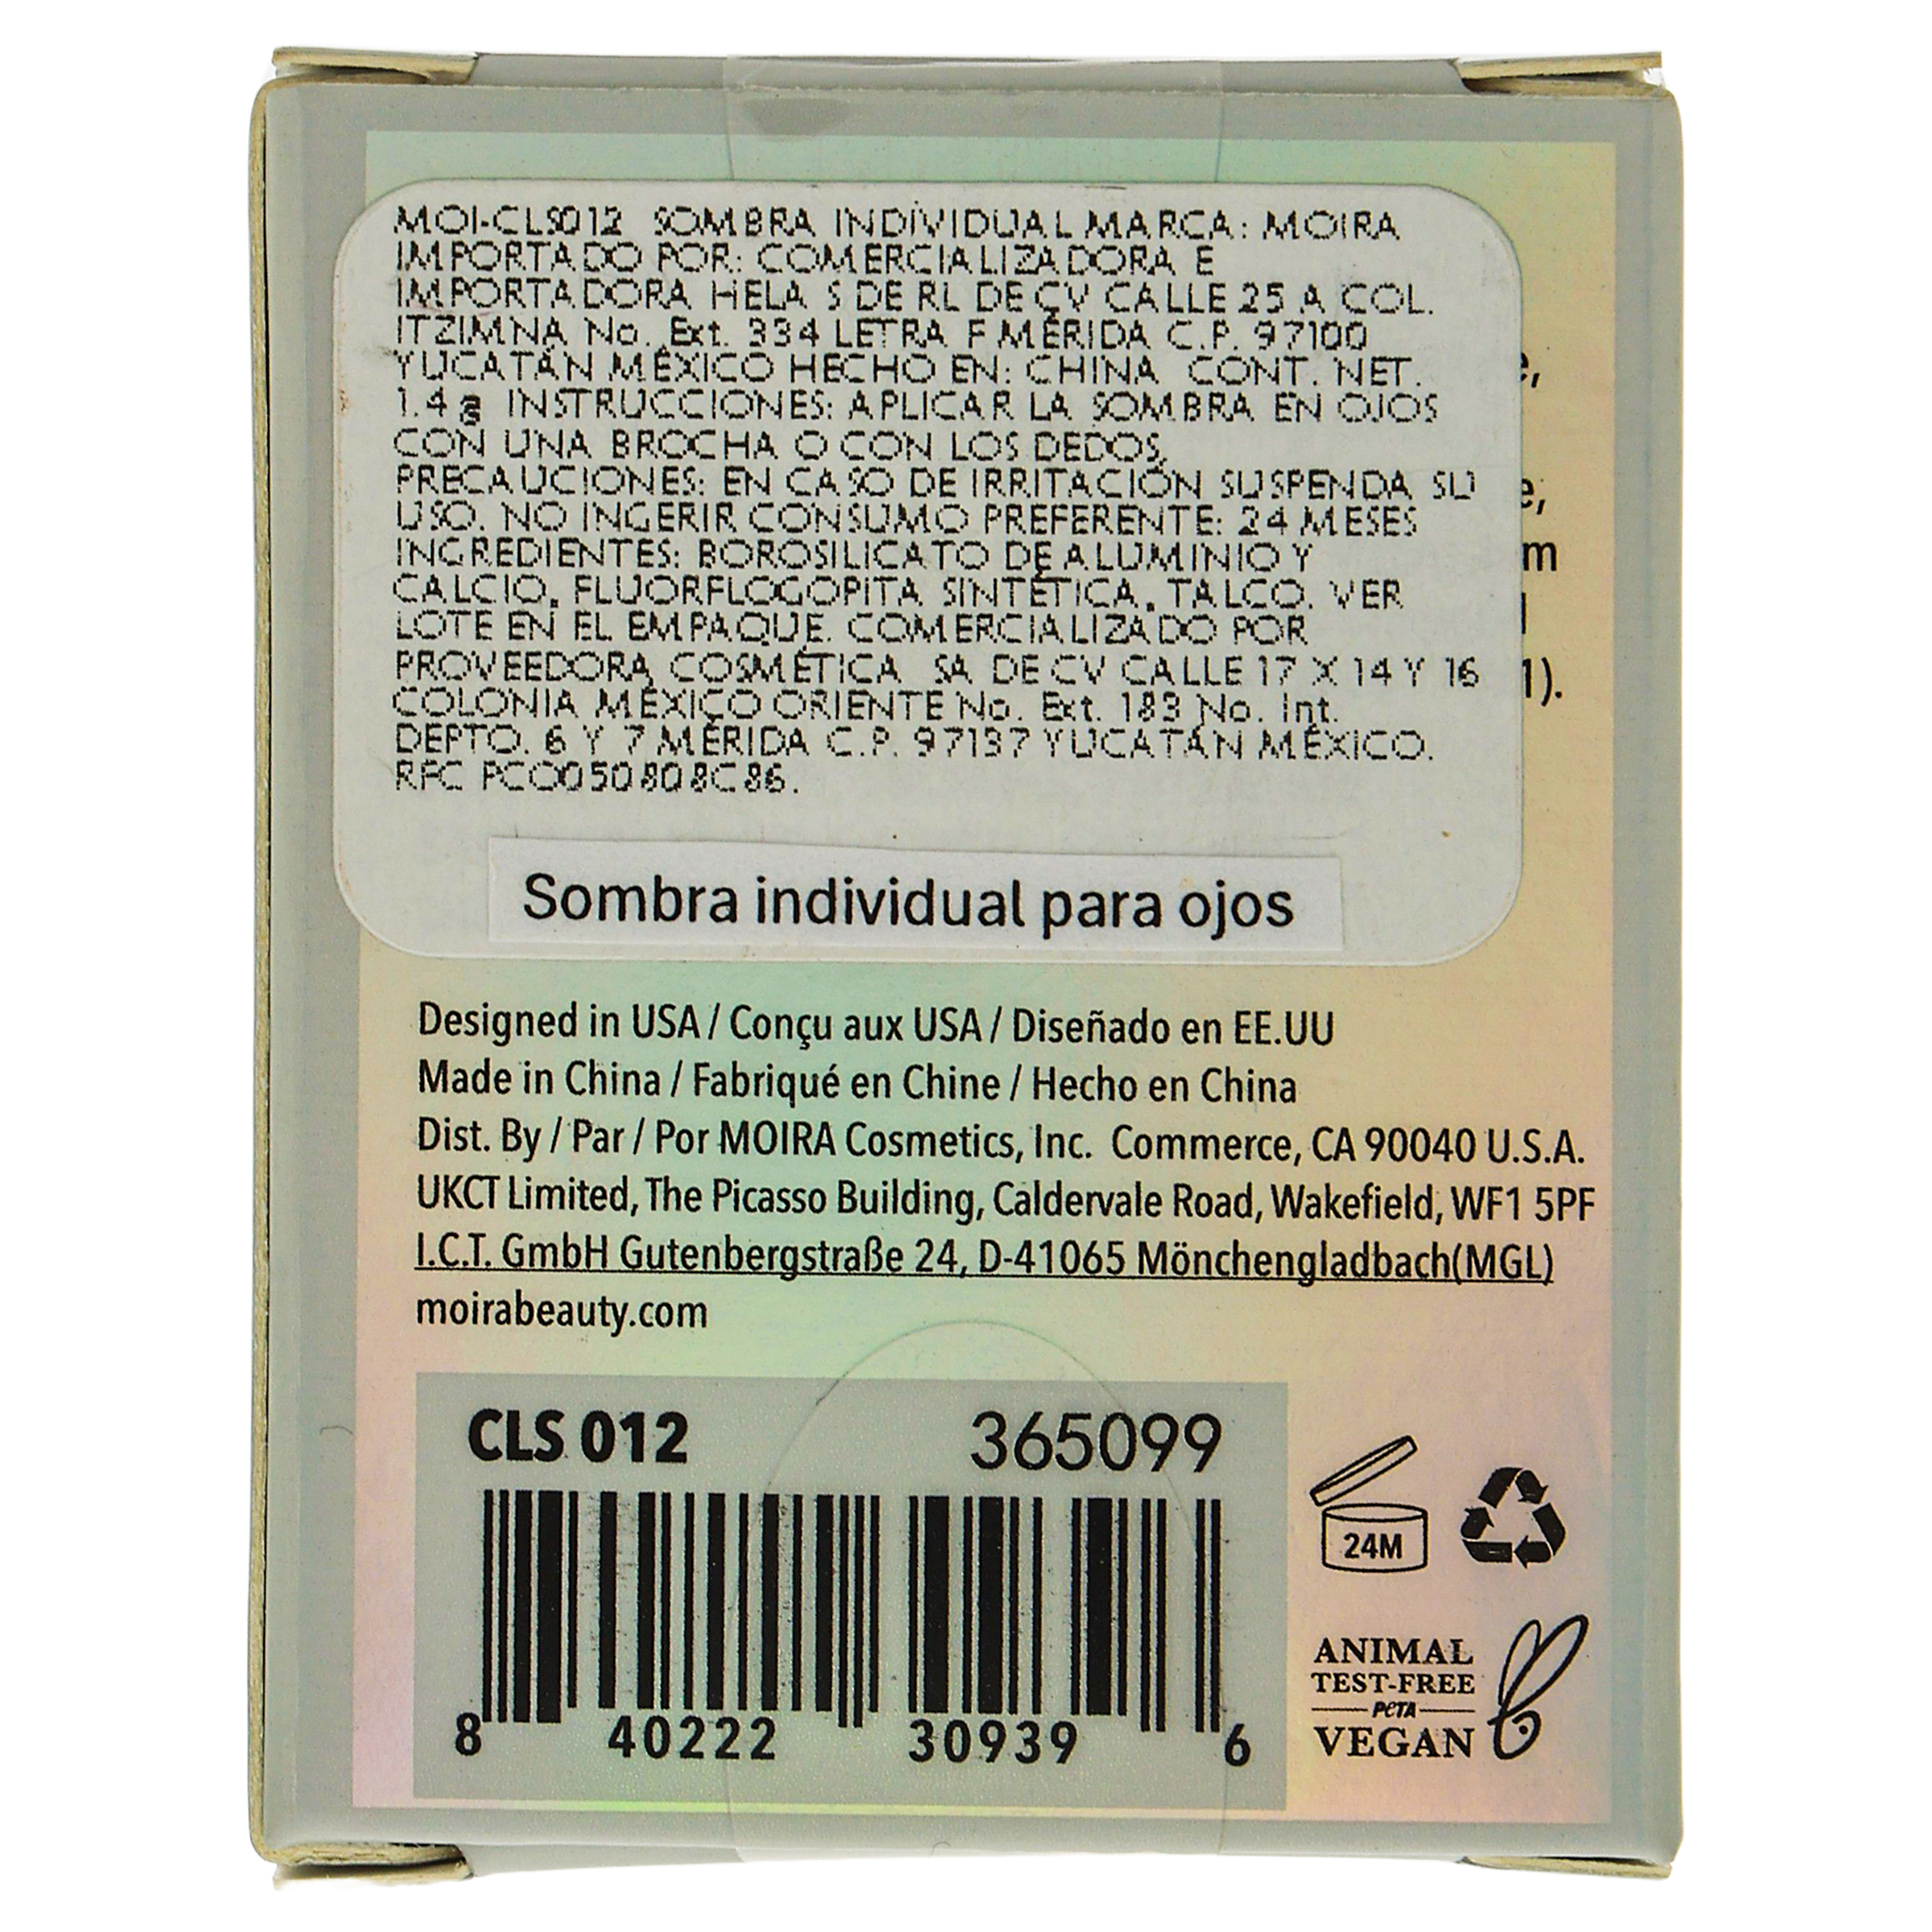 MOI-CLS012 SOMBRA INDIVIDUAL MARCA: MOIRA
IMPORTADO POR: COMERCIALIZADORA E
IMPORTADORA HELA S DE RL DE CV CALLE 25 A COL.
ITZIMNA No. Ext. 334 LETRA F MÉRIDA C.P. 97100
YUCATÁN MÉXICO HECHO EN: CHINA CONT. NET.
1.4 g INSTRUCCIONES: APLICAR LA SOMBRA EN OJOS
CON UNA BROCHA O CON LOS DEDOS,
PRECAUCIONES: EN CASO DE IRRITACIÓN SUSPENDA SU
USO. NO INGERIR CONSUMO PREFERENTE: 24 MESES
INGREDIENTES: BOROSILICATO DE ALUMINIO Y
CALCIO, FLUORFLOGOPITA SINTÉTICA, TALCO. VER
LOTE EN EL EMPAQUE. COMERCIALIZADO POR
PROVEEDORA COSMÉTICA SA DE CV CALLE 17 X 14 Y 16
COLONIA MÉXICO ORIENTE No. Ext. 183 No. Int.
DEPTO. 6 Y 7 MÉRIDA C.P. 97137 YUCATÁN MÉXICO.
RFC PCO050808C86.
e,
e,
m
1).
Sombra individual para ojos
Designed in USA / Conçu aux USA / Diseñado en EE.UU
Made in China / Fabriqué en Chine / Hecho en China
Dist. By / Par / Por MOIRA Cosmetics, Inc. Commerce, CA 90040 U.S.A.
UKCT Limited, The Picasso Building, Caldervale Road, Wakefield, WF1 5PF
I.C.T. GmbH Gutenbergstraße 24, D-41065 Mönchengladbach(MGL)
moirabeauty.com
CLS 012 365099
8 40222 30939 6
24M
ANIMAL
TEST-FREE
PETA
VEGAN